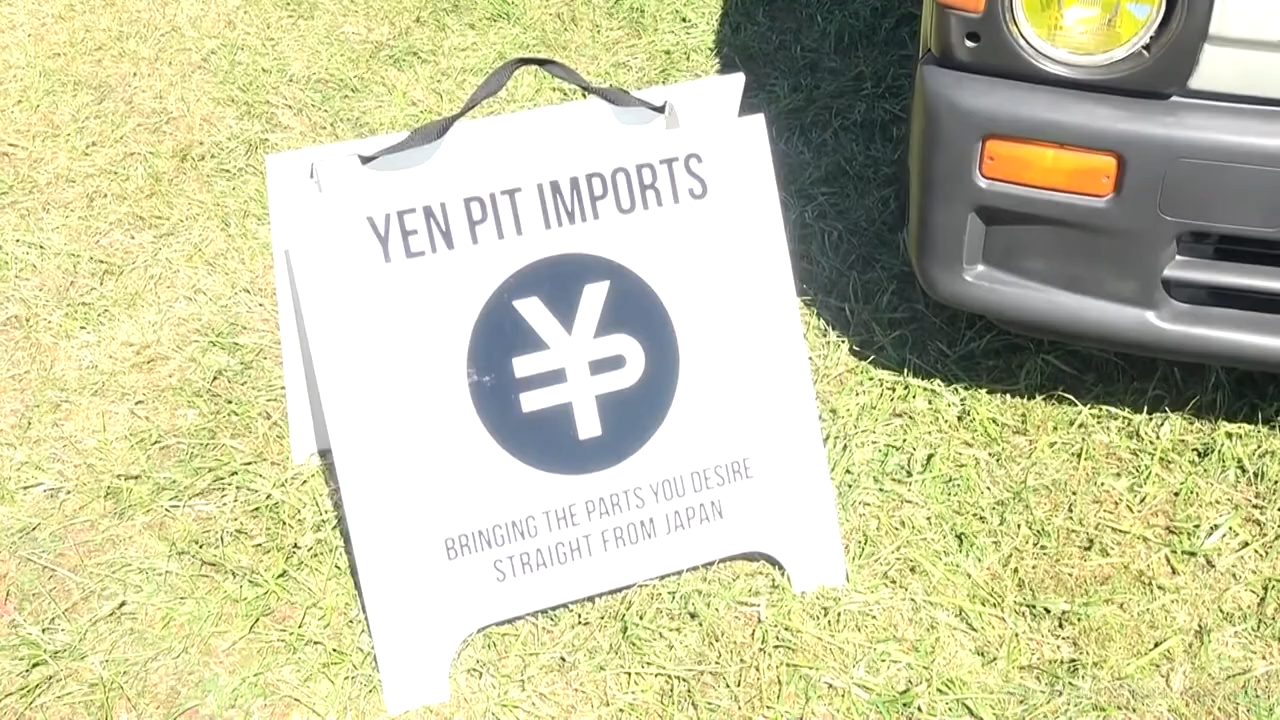 YEN PIT IMPORTS
BRINGING THE PARTS YOU DESIRE
STRAIGHT FROM JAPAN